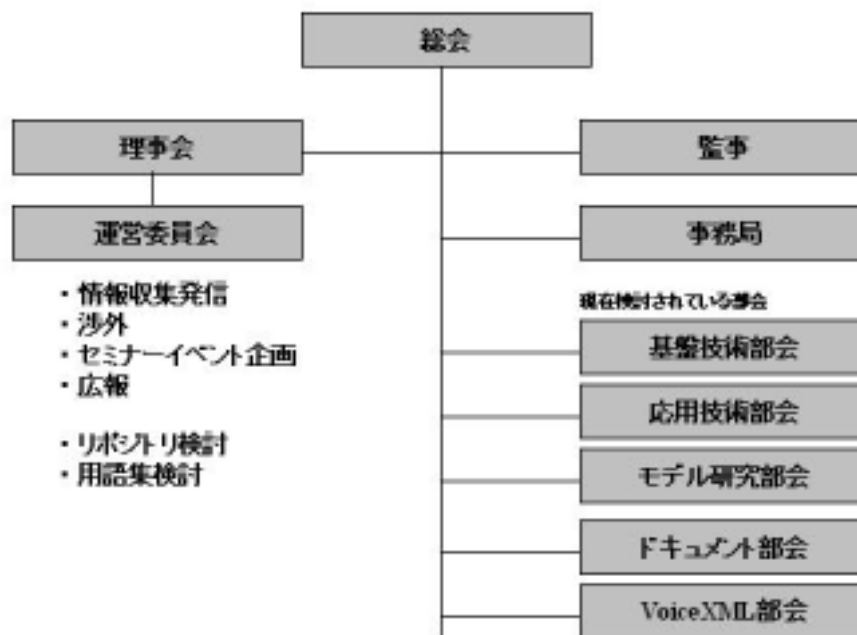 総会
理事会
監事
運営委員会
事務局
・情報収集発信
・渉外
・セミナーイベント企画
・広報
・リポジトリ検討
・用語集検討
現在検討されている部会
基盤技術部会
応用技術部会
モデル研究部会
ドキュメント部会
VoiceXML部会